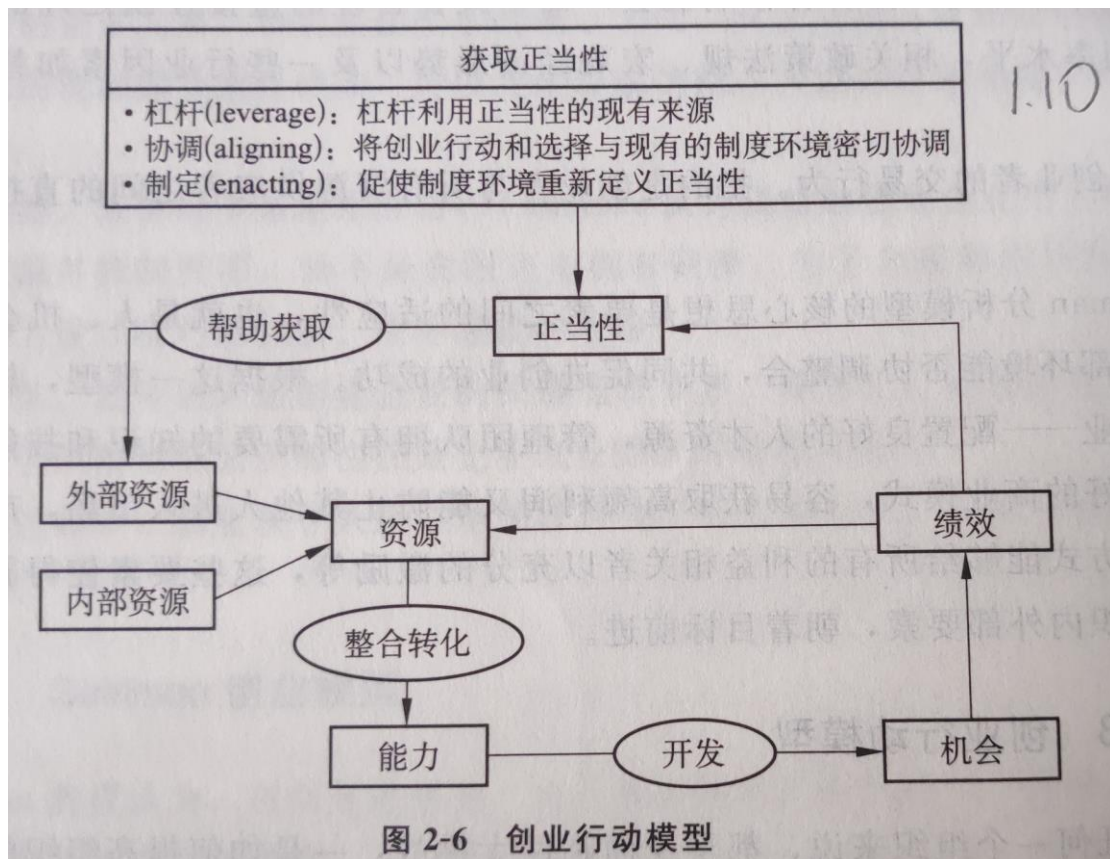 获取正当性
· 杠杆(leverage)：杠杆利用正当性的现有来源
· 协调(aligning)：将创业行动和选择与现有的制度环境密切协调
· 制定(enacting)：促使制度环境重新定义正当性
1.10
帮助获取
正当性
外部资源
资源
绩效
内部资源
整合转化
能力
开发
机会
图 2-6 创业行动模型